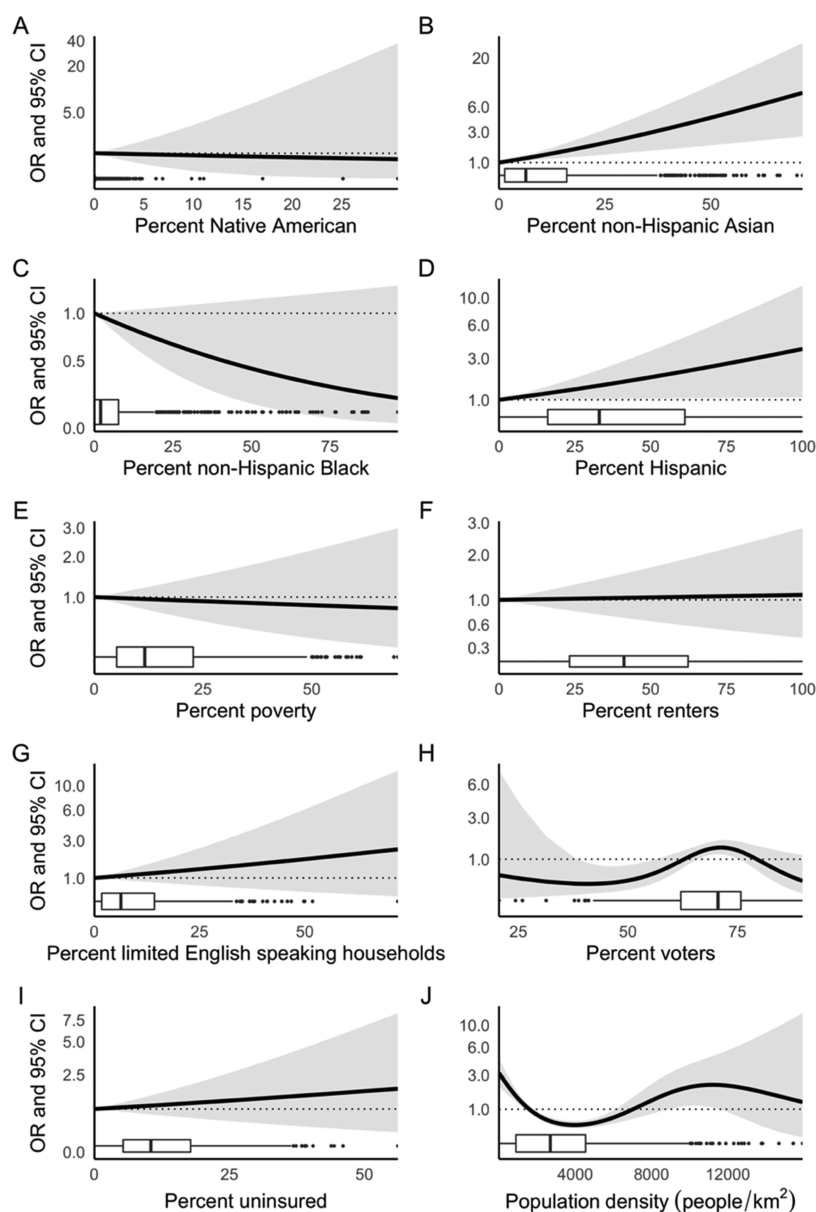 A
B
OR and 95% CI
40
20
5.0
0 5 10 15 20 25
Percent Native American
20
6.0
3.0
1.0
0 25 50
Percent non-Hispanic Asian
C
D
OR and 95% CI
1.0
0.5
0.0
0 25 50 75
Percent non-Hispanic Black
10.0
6.0
3.0
1.0
0 25 50 75 100
Percent Hispanic
E
F
OR and 95% CI
3.0
2.0
1.0
0 25 50
Percent poverty
3.0
2.0
1.0
0.6
0.3
0 25 50 75 100
Percent renters
G
H
OR and 95% CI
10.0
6.0
3.0
1.0
0 25 50
Percent limited English speaking households
6.0
3.0
1.0
25 50 75
Percent voters
I
J
OR and 95% CI
7.5
5.0
2.5
0.0
0 25 50
Percent uninsured
10.0
6.0
3.0
1.0
0 4000 8000 12000
Population density (people/km²)